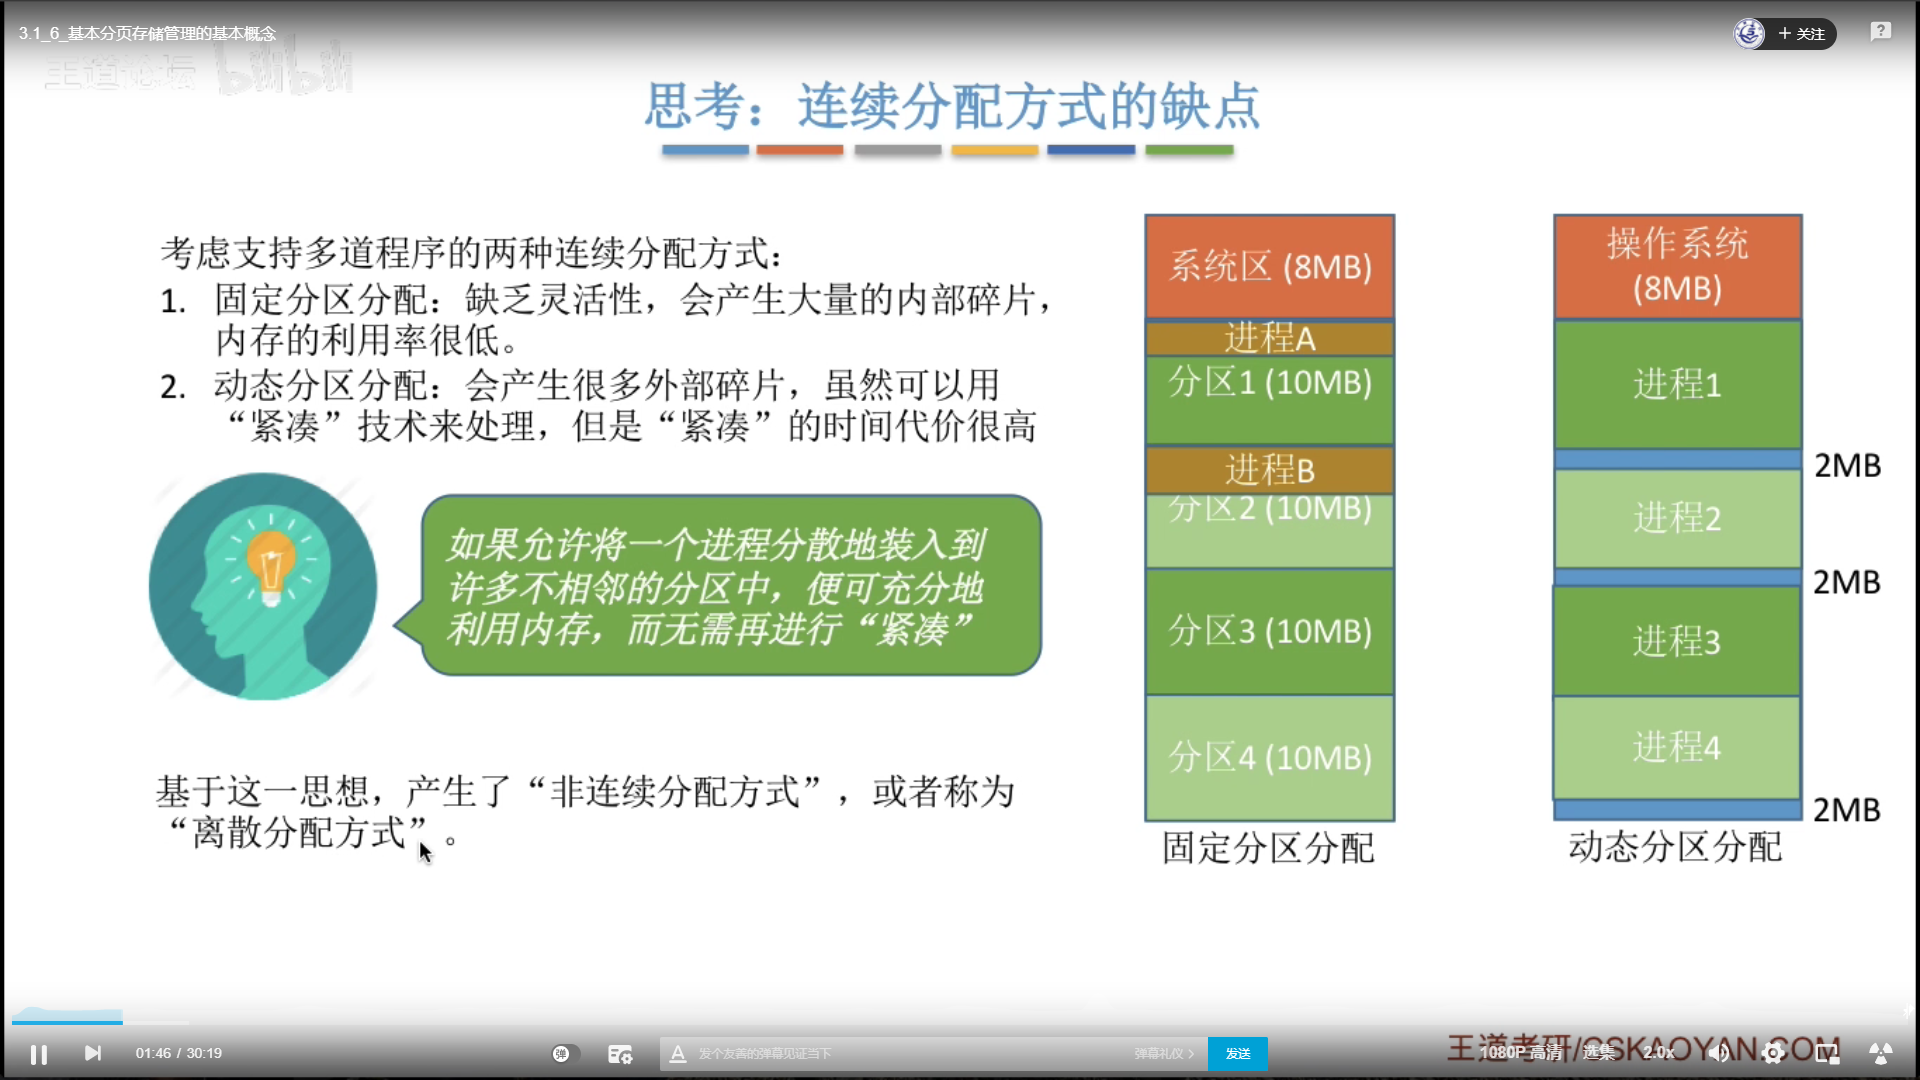 3.1_6_基本分页存储管理的基本概念
+ 关注
王道论坛 bilibili
思考：连续分配方式的缺点
考虑支持多道程序的两种连续分配方式：
1. 固定分区分配：缺乏灵活性，会产生大量的内部碎片，
内存的利用率很低。
2. 动态分区分配：会产生很多外部碎片，虽然可以用
“紧凑”技术来处理，但是“紧凑”的时间代价很高
如果允许将一个进程分散地装入到
许多不相邻的分区中，便可充分地
利用内存，而无需再进行“紧凑”
基于这一思想，产生了“非连续分配方式”，或者称为
“离散分配方式”。
系统区 (8MB)
进程A
分区1 (10MB)
进程B
分区2 (10MB)
分区3 (10MB)
分区4 (10MB)
固定分区分配
操作系统
(8MB)
进程1
2MB
进程2
2MB
进程3
进程4
2MB
动态分区分配
01:46 / 30:19
弹
发个友善的弹幕见证当下
弹幕礼仪 >
发送
王道考研/CSKAOYAN.COM
1080P 高清
选集
2.0x